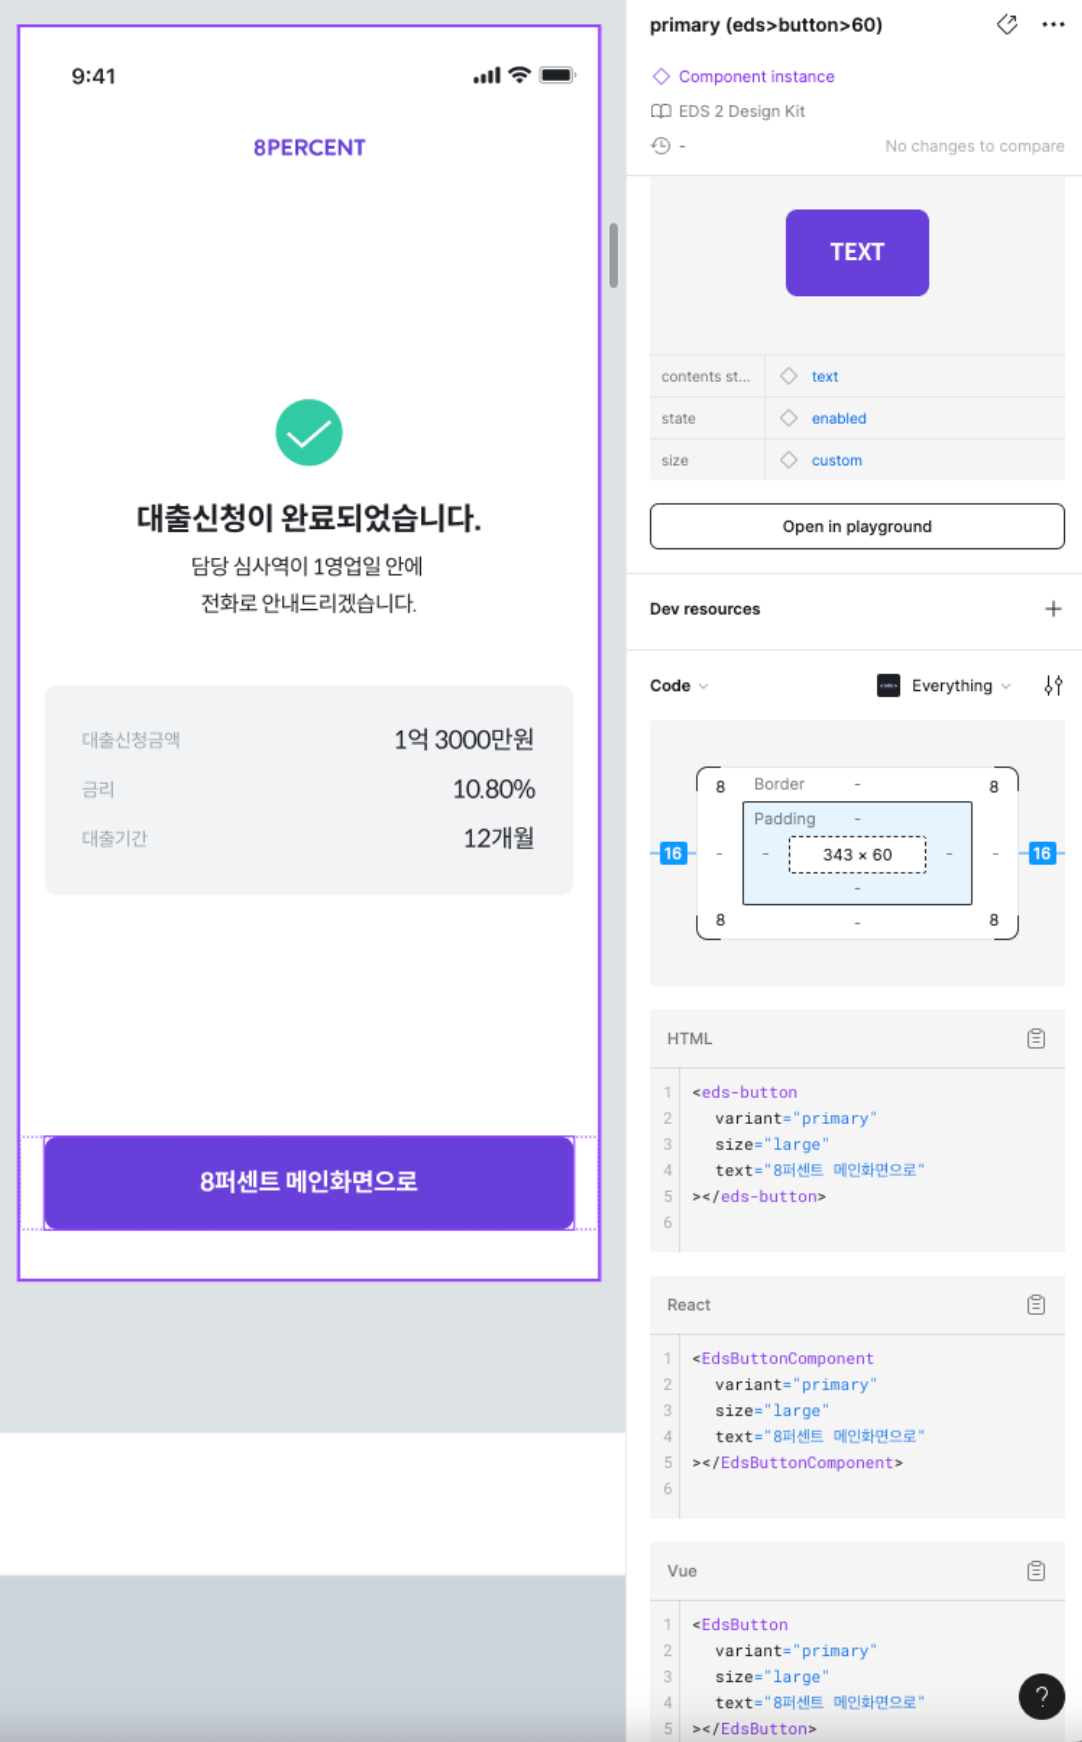 9:41
8PERCENT
대출신청이 완료되었습니다.
담당 심사역이 1영업일 안에
전화로 안내드리겠습니다.
대출신청금액 1억 3000만원
금리 10.80%
대출기간 12개월
8퍼센트 메인화면으로
primary (eds>button>60)
Component instance
EDS 2 Design Kit
- No changes to compare
TEXT
contents st... text
state enabled
size custom
Open in playground
Dev resources
Code Everything
8 Border - 8
Padding -
16 - - 343 × 60 - - 16
-
8 - 8
HTML
1 <eds-button
2 variant="primary"
3 size="large"
4 text="8퍼센트 메인화면으로"
5 ></eds-button>
6
React
1 <EdsButtonComponent
2 variant="primary"
3 size="large"
4 text="8퍼센트 메인화면으로"
5 ></EdsButtonComponent>
6
Vue
1 <EdsButton
2 variant="primary"
3 size="large"
4 text="8퍼센트 메인화면으로"
5 ></EdsButton>
?